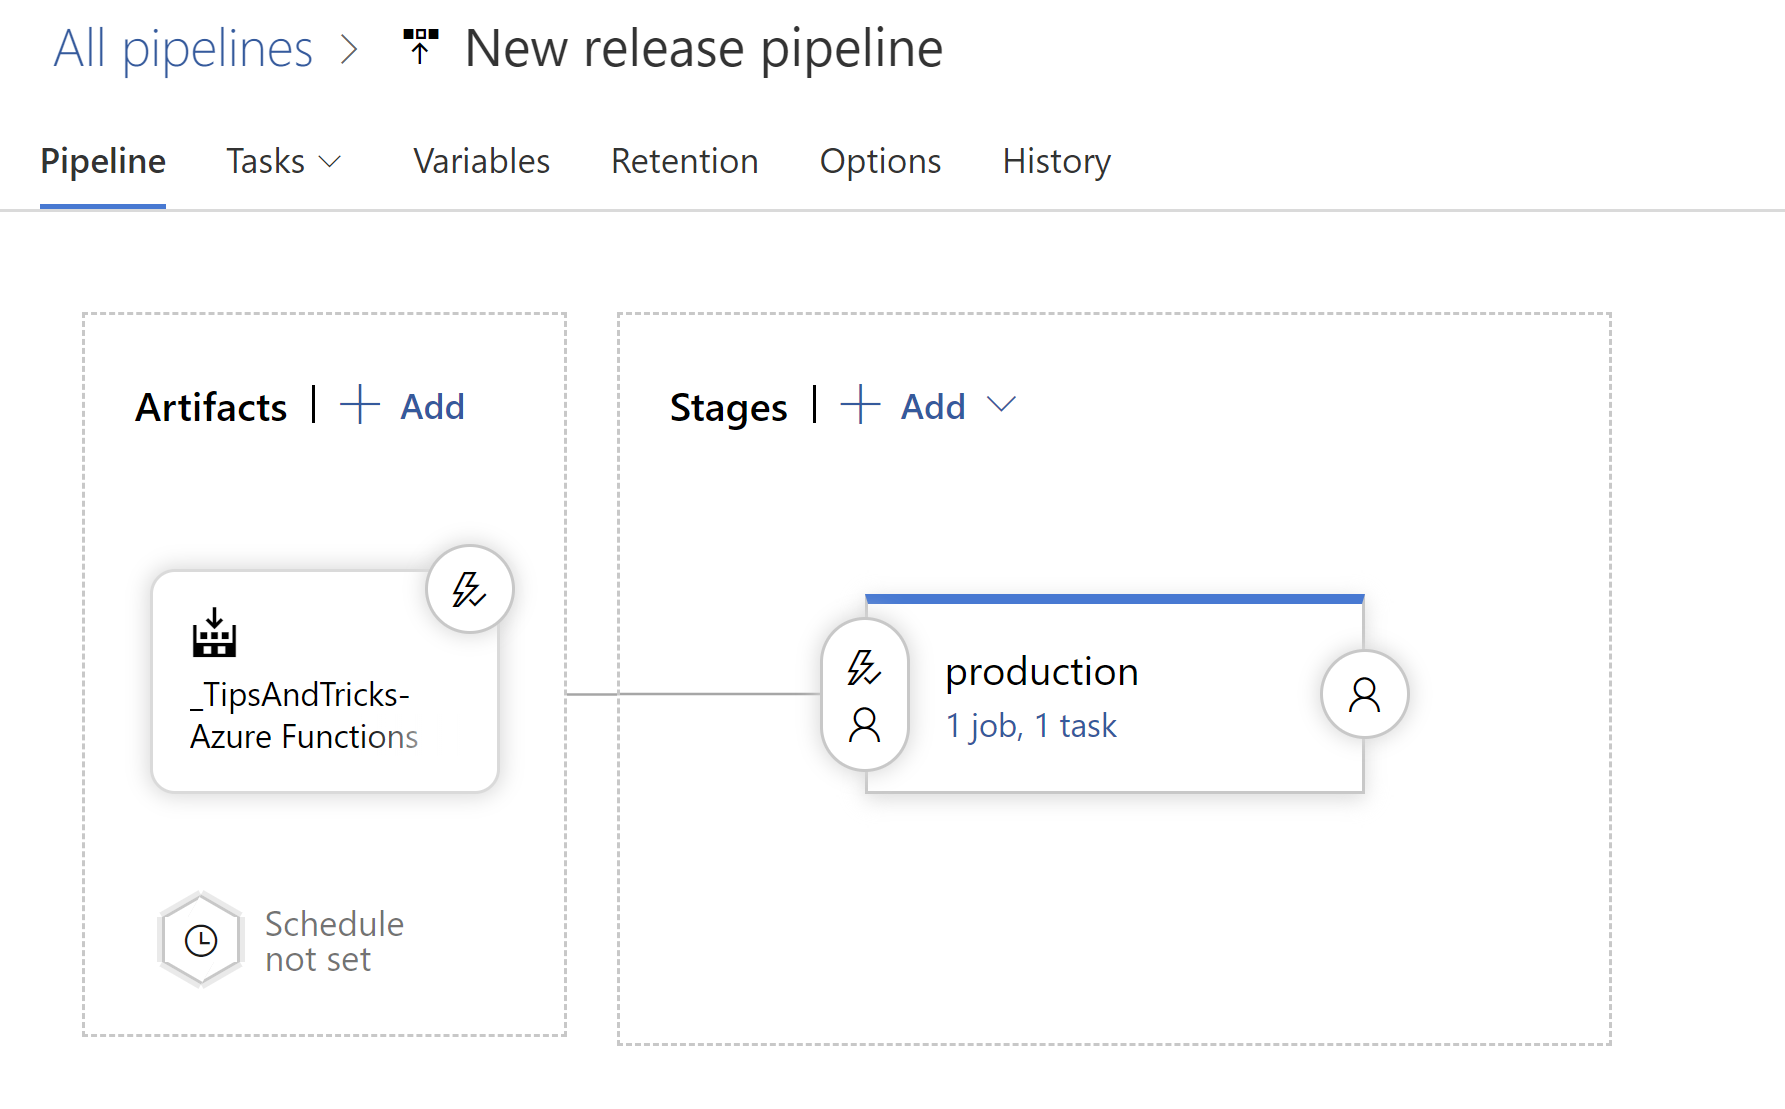 All pipelines > New release pipeline
Pipeline Tasks Variables Retention Options History
Artifacts | + Add
Stages | + Add
_TipsAndTricks-
Azure Functions
production
1 job, 1 task
Schedule
not set